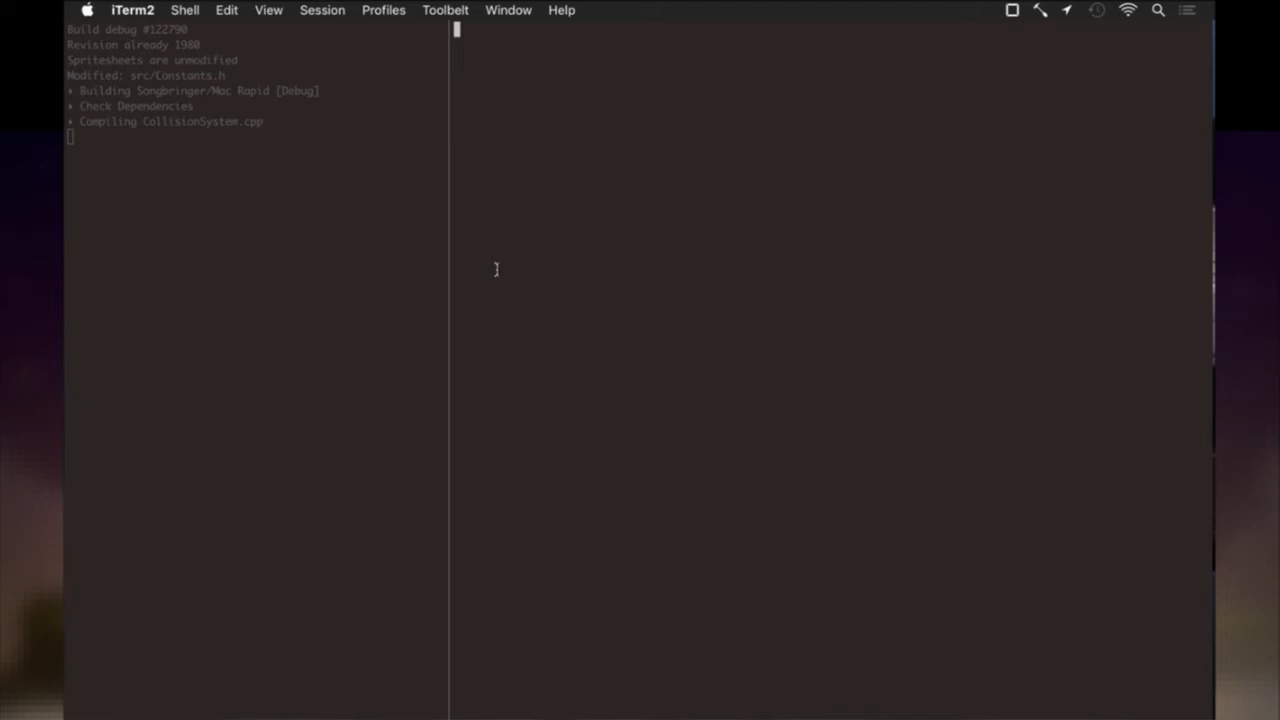 iTerm2 Shell Edit View Session Profiles Toolbelt Window Help
Build debug #122790
Revision already 1980
Spritesheets are unmodified
Modified: src/Constants.h
Building Songbringer/Mac Rapid [Debug]
Check Dependencies
Compiling CollisionSystem.cpp